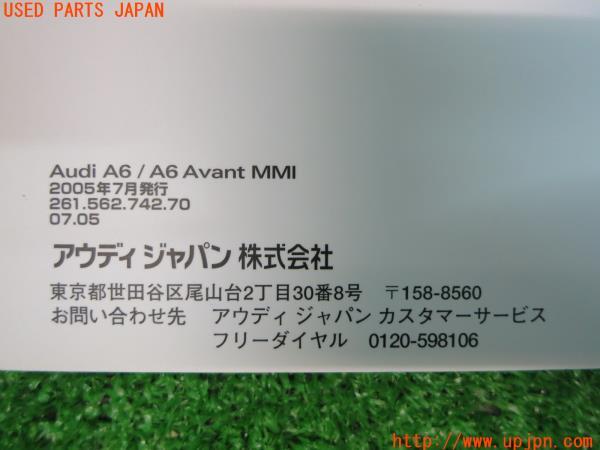 USED PARTS JAPAN
Audi A6 / A6 Avant MMI
2005年7月発行
261.562.742.70
07.05
アウディ ジャパン 株式会社
東京都世田谷区尾山台2丁目30番8号 〒158-8560
お問い合わせ先 アウディ ジャパン カスタマーサービス
フリーダイヤル 0120-598106
http://www.upjpn.com/